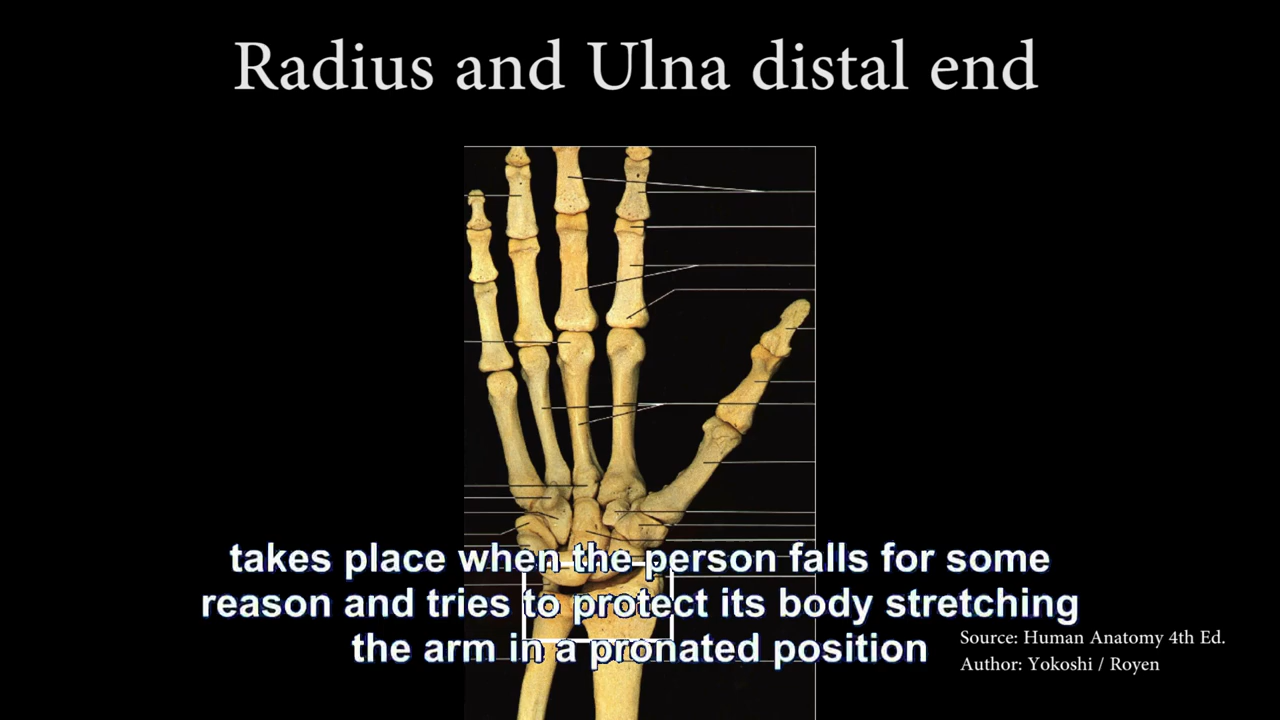 Radius and Ulna distal end
takes place when the person falls for some
reason and tries to protect its body stretching
the arm in a pronated position
Source: Human Anatomy 4th Ed.
Author: Yokoshi / Royen